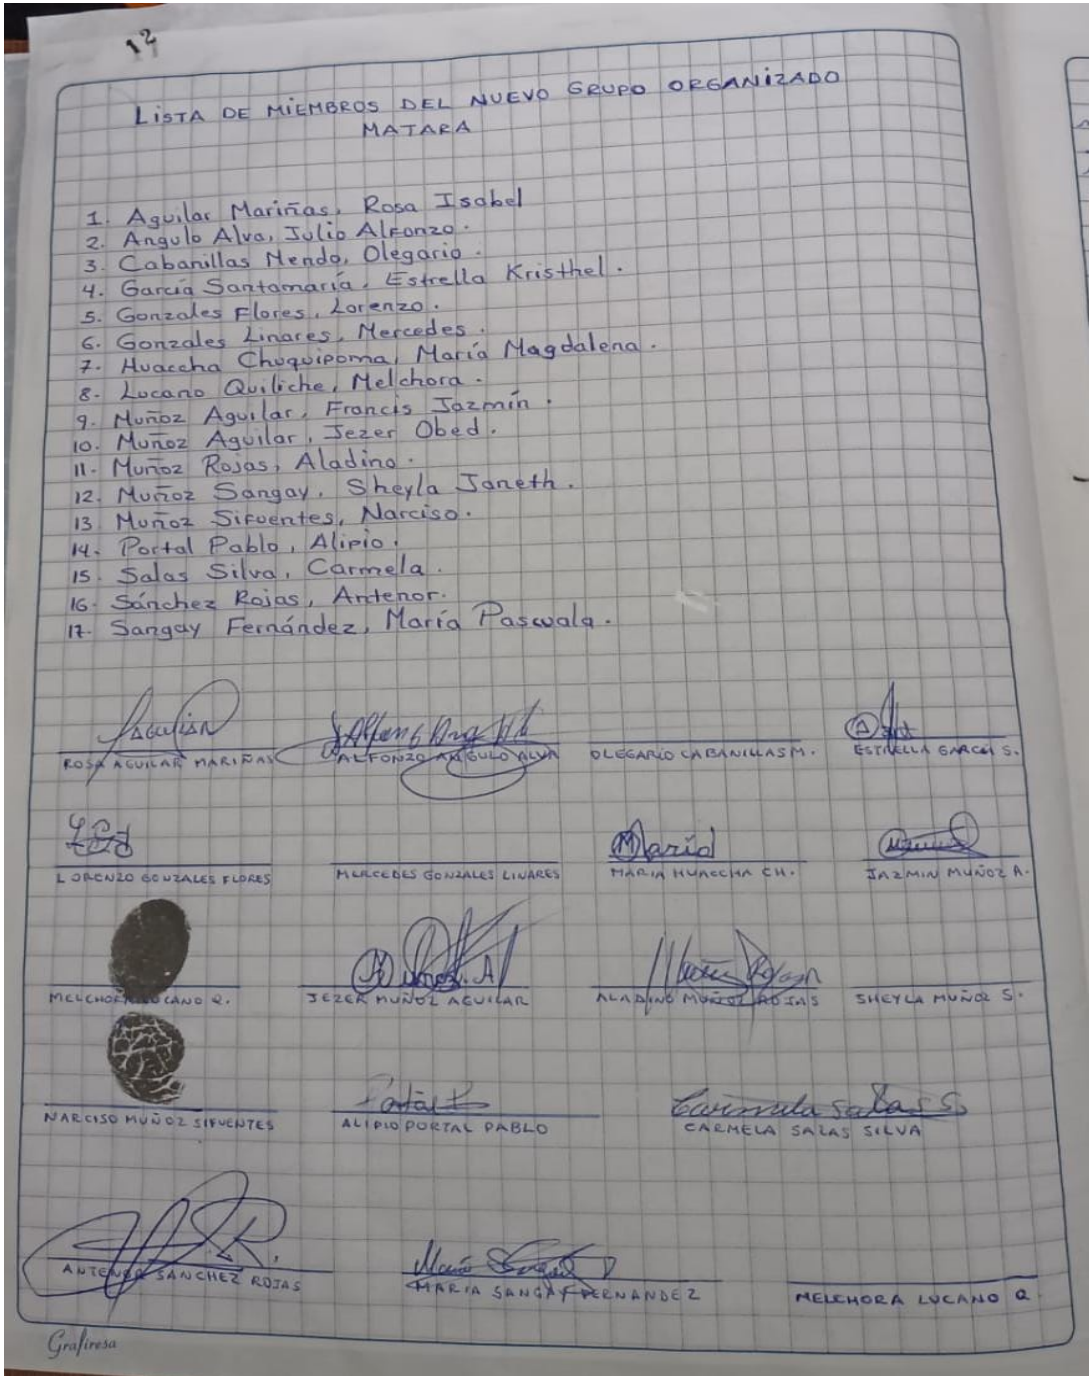 12
LISTA DE MIEMBROS DEL NUEVO GRUPO ORGANIZADO
MATARA
1. Aguilar Mariñas, Rosa Isabel
2. Angulo Alva, Julio Alfonzo.
3. Cabanillas Mendo, Olegario.
4. García Santamaría, Estrella Kristhel.
5. Gonzales Flores, Lorenzo.
6. Gonzales Linares, Mercedes.
7. Huaccha Chuquipoma, María Magdalena.
8. Lucano Quiliche, Melchora.
9. Muñoz Aguilar, Francis Jazmín.
10. Muñoz Aguilar, Jezer Obed.
11. Muñoz Rojas, Aladino.
12. Muñoz Sangay, Sheyla Janeth.
13 Muñoz Sifuentes, Narciso.
14. Portal Pablo, Alipio.
15. Salas Silva, Carmela.
16. Sánchez Rojas, Antenor.
17. Sangay Fernández, María Pascuala.
AGUILAR
ROSA AGUILAR MARIÑAS ALFONZO ANGULO ALVA OLEGARIO CABANILLAS M. ESTRELLA GARCÍA S.
María
LORENZO GONZALES FLORES MERCEDES GONZALES LINARES MARIA HUACCHA CH. JAZMIN MUÑOZ A.
MELCHORA LUCANO Q. JEZER MUÑOZ AGUILAR ALADINO MUÑOZ ROJAS SHEYLA MUÑOZ S.
Carmela Salas S.
NARCISO MUÑOZ SIFUENTES ALIPIO PORTAL PABLO CARMELA SALAS SILVA
ANTENOR SANCHEZ ROJAS MARIA SANGAY FERNANDEZ MELCHORA LUCANO Q.
Grafiresa